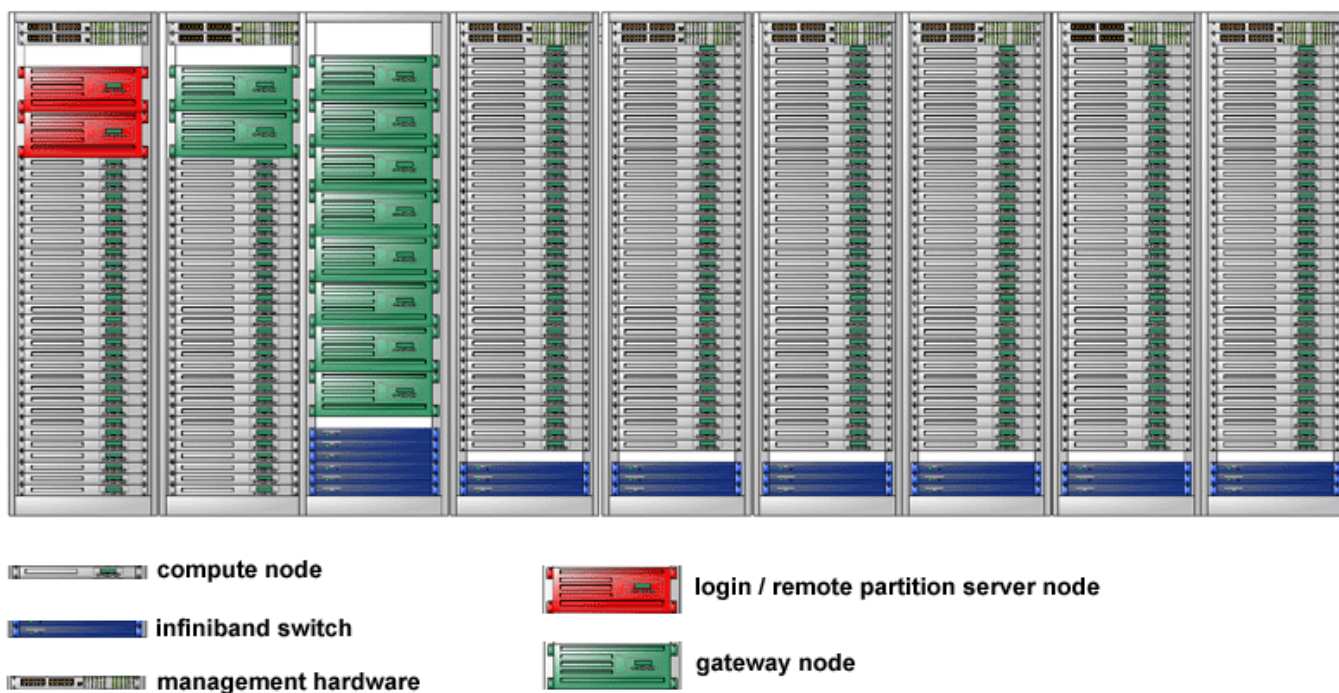 compute node
infiniband switch
management hardware
login / remote partition server node
gateway node